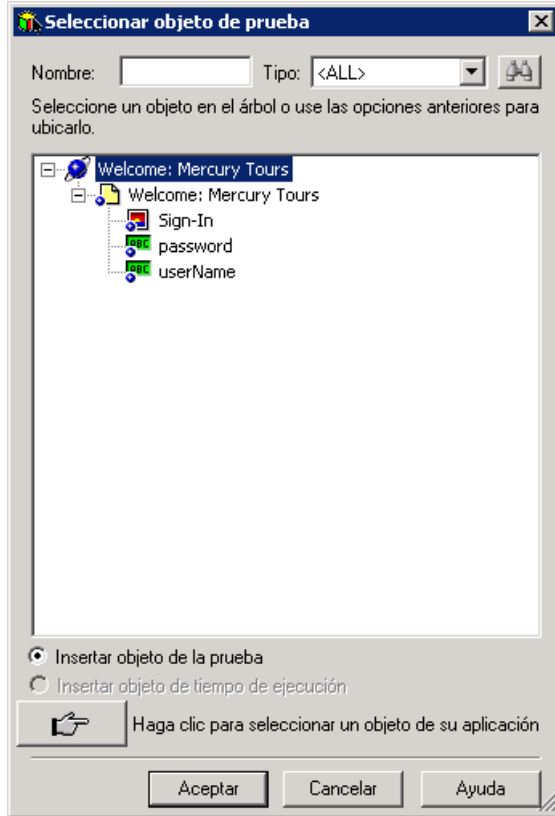 Seleccionar objeto de prueba
Nombre: Tipo: <ALL>
Seleccione un objeto en el árbol o use las opciones anteriores para
ubicarlo.
Welcome: Mercury Tours
Welcome: Mercury Tours
Sign-In
password
userName
Insertar objeto de la prueba
Insertar objeto de tiempo de ejecución
Haga clic para seleccionar un objeto de su aplicación
Aceptar Cancelar Ayuda